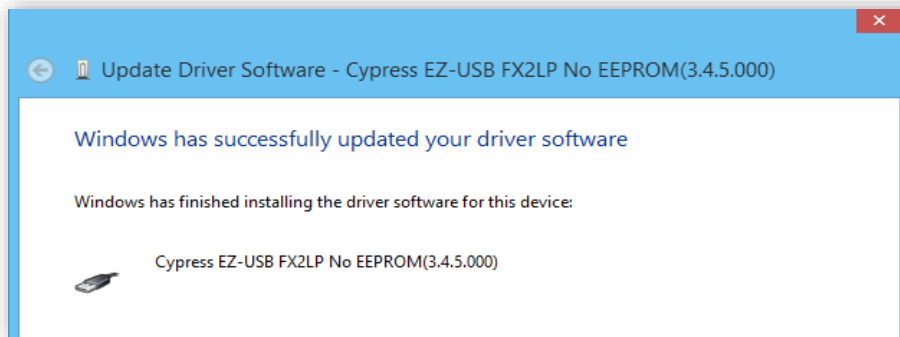 Update Driver Software - Cypress EZ-USB FX2LP No EEPROM(3.4.5.000)
Windows has successfully updated your driver software
Windows has finished installing the driver software for this device:
Cypress EZ-USB FX2LP No EEPROM(3.4.5.000)